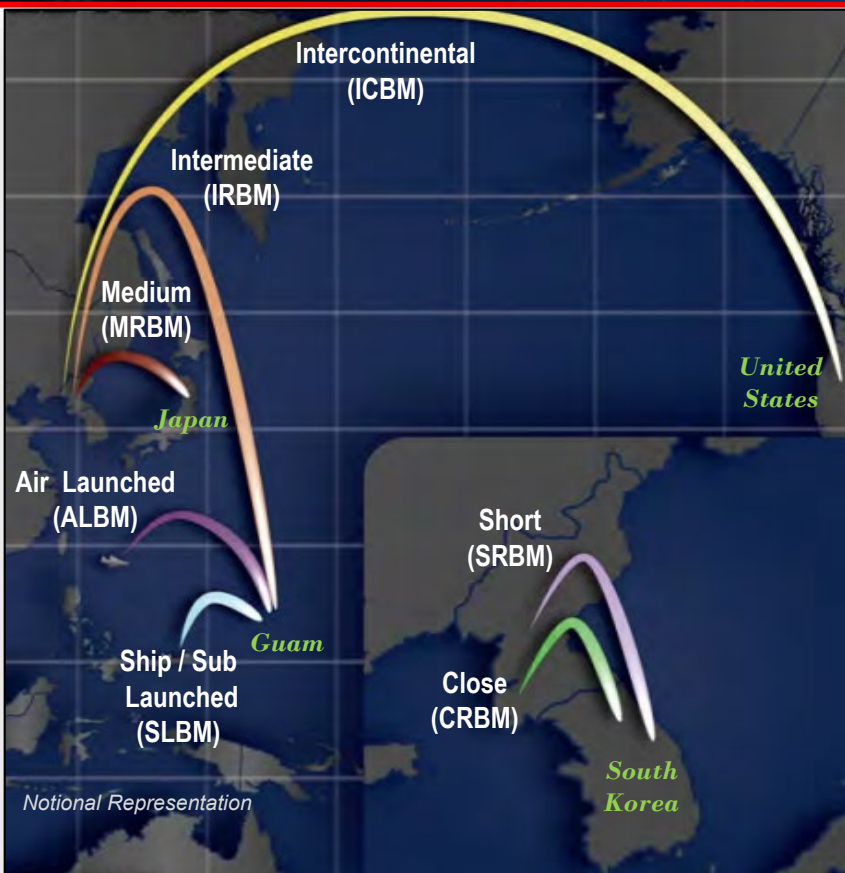 Intercontinental
(ICBM)
Intermediate
(IRBM)
Medium
(MRBM)
Japan
United
States
Air Launched
(ALBM)
Short
(SRBM)
Guam
Ship / Sub
Launched
(SLBM)
Close
(CRBM)
South
Korea
Notional Representation